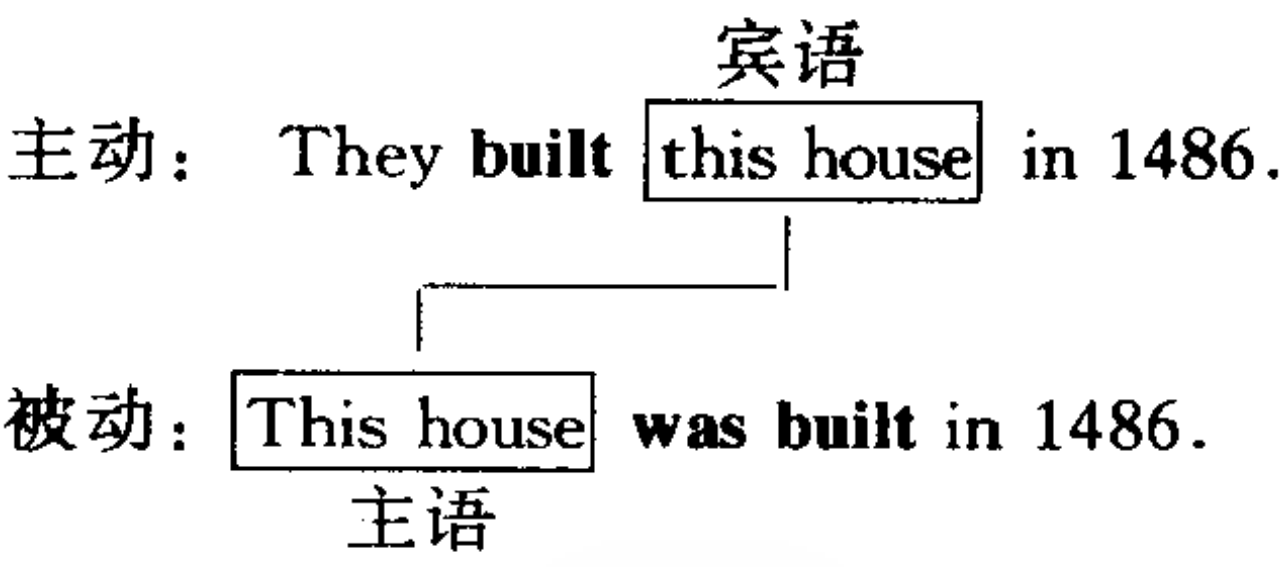 宾语
主动： They built this house in 1486.
被动： This house was built in 1486.
主语